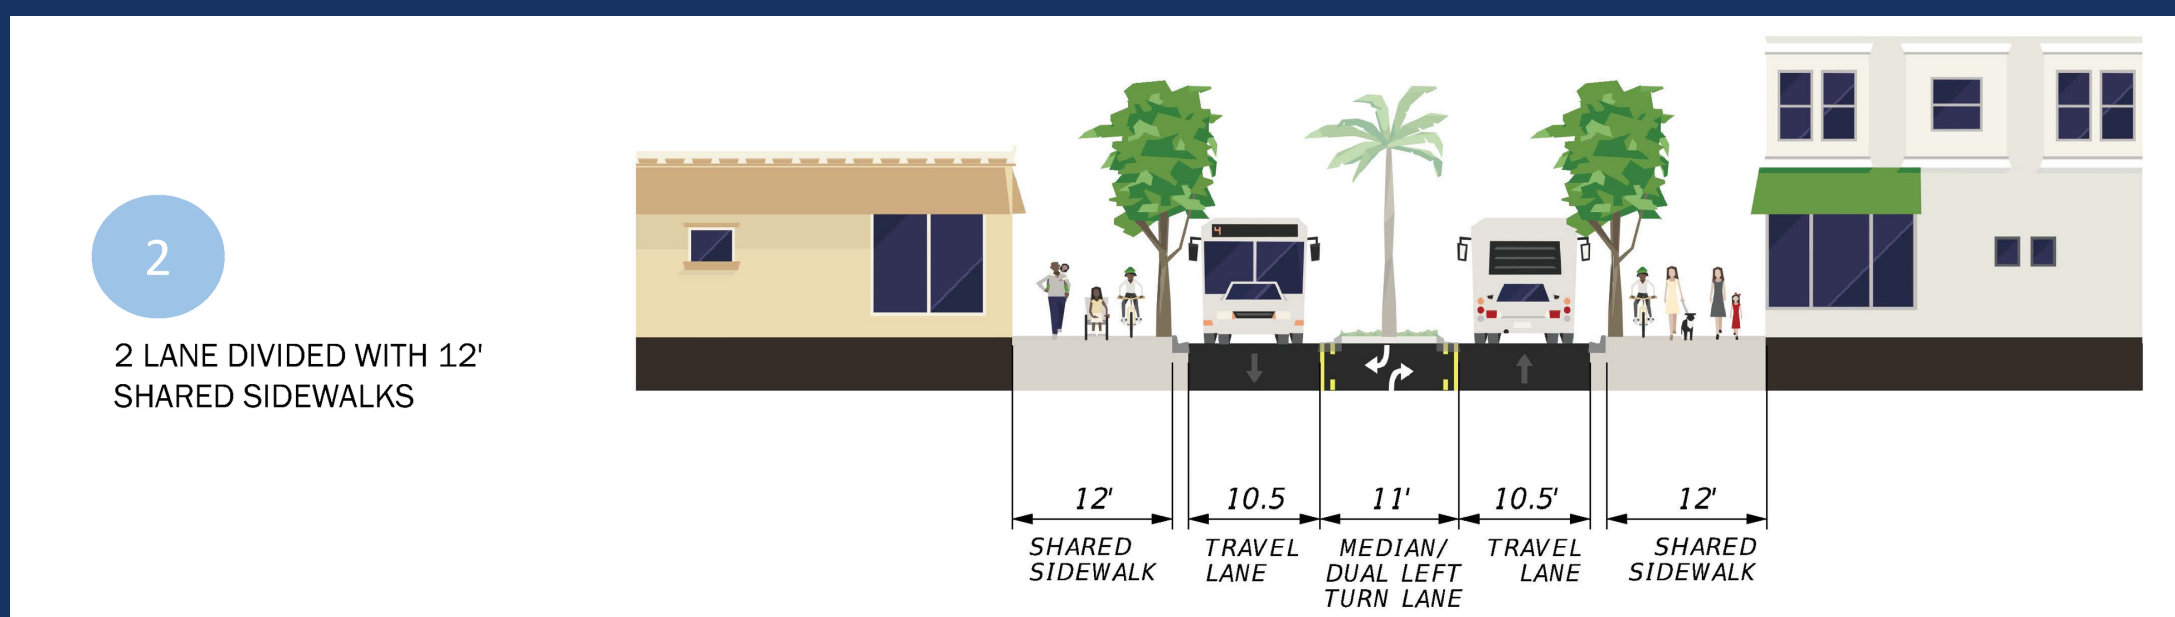 2
2 LANE DIVIDED WITH 12'
SHARED SIDEWALKS
4
12'
10.5
11'
10.5'
12'
SHARED
SIDEWALK
TRAVEL
LANE
MEDIAN/
DUAL LEFT
TURN LANE
TRAVEL
LANE
SHARED
SIDEWALK